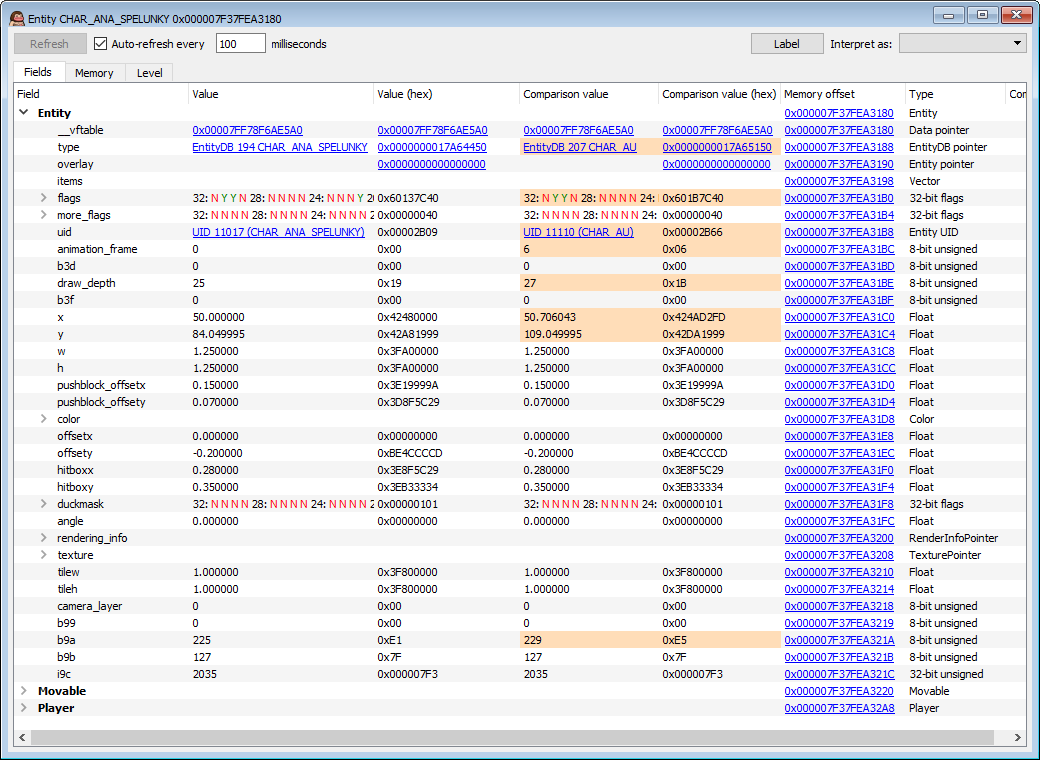 Entity CHAR_ANA_SPELUNKY 0x000007F37FEA3180
Refresh Auto-refresh every 100 milliseconds Label Interpret as:
Fields Memory Level
Field Value Value (hex) Comparison value Comparison value (hex) Memory offset Type Con
Entity 0x000007F37FEA3180 Entity
__vftable 0x00007FF78F6AE5A0 0x00007FF78F6AE5A0 0x00007FF78F6AE5A0 0x00007FF78F6AE5A0 0x000007F37FEA3180 Data pointer
type EntityDB 194 CHAR_ANA_SPELUNKY 0x0000000017A64450 EntityDB 207 CHAR_AU 0x0000000017A65150 0x000007F37FEA3188 EntityDB pointer
overlay 0x0000000000000000 0x0000000000000000 0x000007F37FEA3190 Entity pointer
items 0x000007F37FEA3198 Vector
flags 32: N Y Y N 28: N N N N 24: N N N Y 20 0x60137C40 32: N Y Y N 28: N N N N 24: 0x601B7C40 0x000007F37FEA31B0 32-bit flags
more_flags 32: N N N N 28: N N N N 24: N N N N 2 0x00000040 32: N N N N 28: N N N N 24: 0x00000040 0x000007F37FEA31B4 32-bit flags
uid UID 11017 (CHAR_ANA_SPELUNKY) 0x00002B09 UID 11110 (CHAR_AU) 0x00002B66 0x000007F37FEA31B8 Entity UID
animation_frame 0 0x00 6 0x06 0x000007F37FEA31BC 8-bit unsigned
b3d 0 0x00 0 0x00 0x000007F37FEA31BD 8-bit unsigned
draw_depth 25 0x19 27 0x1B 0x000007F37FEA31BE 8-bit unsigned
b3f 0 0x00 0 0x00 0x000007F37FEA31BF 8-bit unsigned
x 50.000000 0x42480000 50.706043 0x424AD2FD 0x000007F37FEA31C0 Float
y 84.049995 0x42A81999 109.049995 0x42DA1999 0x000007F37FEA31C4 Float
w 1.250000 0x3FA00000 1.250000 0x3FA00000 0x000007F37FEA31C8 Float
h 1.250000 0x3FA00000 1.250000 0x3FA00000 0x000007F37FEA31CC Float
pushblock_offsetx 0.150000 0x3E19999A 0.150000 0x3E19999A 0x000007F37FEA31D0 Float
pushblock_offsety 0.070000 0x3D8F5C29 0.070000 0x3D8F5C29 0x000007F37FEA31D4 Float
color 0x000007F37FEA31D8 Color
offsetx 0.000000 0x00000000 0.000000 0x00000000 0x000007F37FEA31E8 Float
offsety -0.200000 0xBE4CCCCD -0.200000 0xBE4CCCCD 0x000007F37FEA31EC Float
hitboxx 0.280000 0x3E8F5C29 0.280000 0x3E8F5C29 0x000007F37FEA31F0 Float
hitboxy 0.350000 0x3EB33334 0.350000 0x3EB33334 0x000007F37FEA31F4 Float
duckmask 32: N N N N 28: N N N N 24: N N N N 2 0x00000101 32: N N N N 28: N N N N 24: 0x00000101 0x000007F37FEA31F8 32-bit flags
angle 0.000000 0x00000000 0.000000 0x00000000 0x000007F37FEA31FC Float
rendering_info 0x000007F37FEA3200 RenderInfoPointer
texture 0x000007F37FEA3208 TexturePointer
tilew 1.000000 0x3F800000 1.000000 0x3F800000 0x000007F37FEA3210 Float
tileh 1.000000 0x3F800000 1.000000 0x3F800000 0x000007F37FEA3214 Float
camera_layer 0 0x00 0 0x00 0x000007F37FEA3218 8-bit unsigned
b99 0 0x00 0 0x00 0x000007F37FEA3219 8-bit unsigned
b9a 225 0xE1 229 0xE5 0x000007F37FEA321A 8-bit unsigned
b9b 127 0x7F 127 0x7F 0x000007F37FEA321B 8-bit unsigned
i9c 2035 0x000007F3 2035 0x000007F3 0x000007F37FEA321C 32-bit unsigned
Movable 0x000007F37FEA3220 Movable
Player 0x000007F37FEA32A8 Player